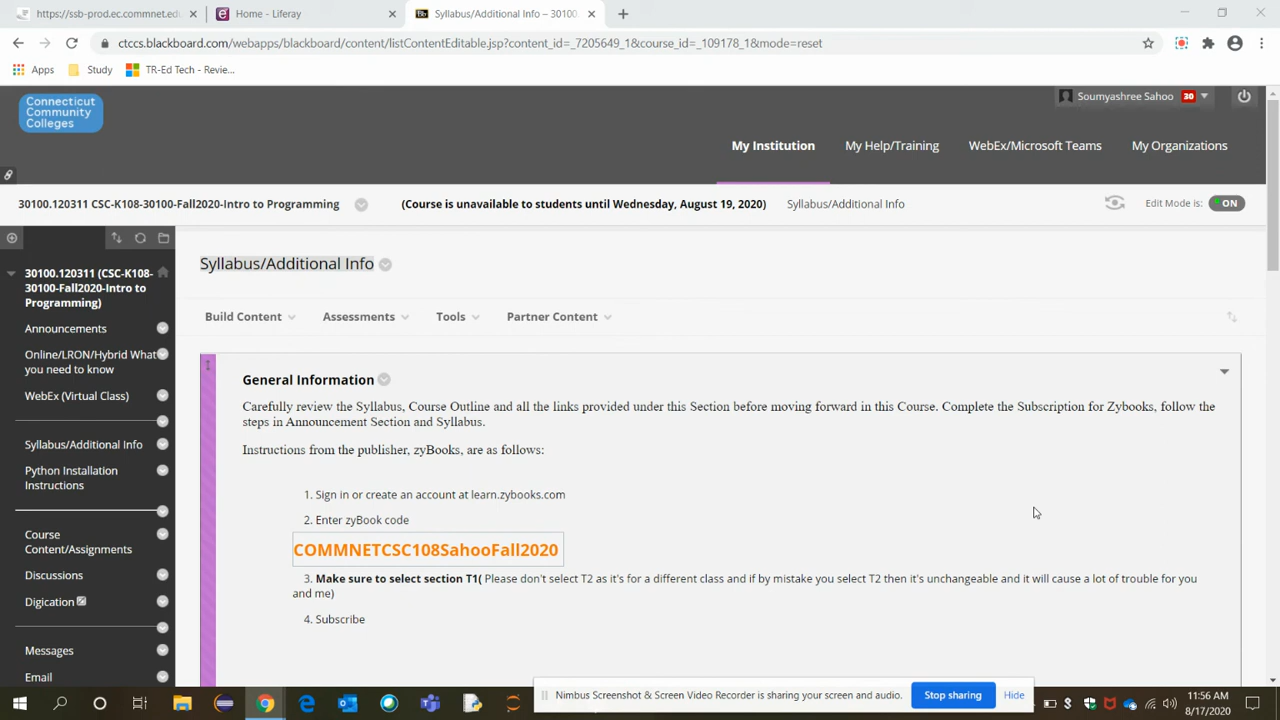 https://ssb-prod.ec.commnet.ed
Home - Liferay
Syllabus/Additional Info – 30100.
ctccs.blackboard.com/webapps/blackboard/content/listContentEditable.jsp?content_id=_7205649_1&course_id=_109178_1&mode=reset
Apps
Study
TR-Ed Tech - Revie...
Connecticut
Community
Colleges
Soumyashree Sahoo 30
My Institution
My Help/Training
WebEx/Microsoft Teams
My Organizations
30100.120311 CSC-K108-30100-Fall2020-Intro to Programming
(Course is unavailable to students until Wednesday, August 19, 2020)
Syllabus/Additional Info
Edit Mode is: ON
30100.120311 (CSC-K108-
30100-Fall2020-Intro to
Programming)
Announcements
Online/LRON/Hybrid What
you need to know
WebEx (Virtual Class)
Syllabus/Additional Info
Python Installation
Instructions
Course
Content/Assignments
Discussions
Digication
Messages
Email
Syllabus/Additional Info
Build Content
Assessments
Tools
Partner Content
General Information
Carefully review the Syllabus, Course Outline and all the links provided under this Section before moving forward in this Course. Complete the Subscription for Zybooks, follow the
steps in Announcement Section and Syllabus.
Instructions from the publisher, zyBooks, are as follows:
1. Sign in or create an account at learn.zybooks.com
2. Enter zyBook code
COMMNETCSC108SahooFall2020
3. Make sure to select section T1( Please don't select T2 as it's for a different class and if by mistake you select T2 then it's unchangeable and it will cause a lot of trouble for you
and me)
4. Subscribe
Nimbus Screenshot & Screen Video Recorder is sharing your screen and audio.
Stop sharing
Hide
11:56 AM
8/17/2020